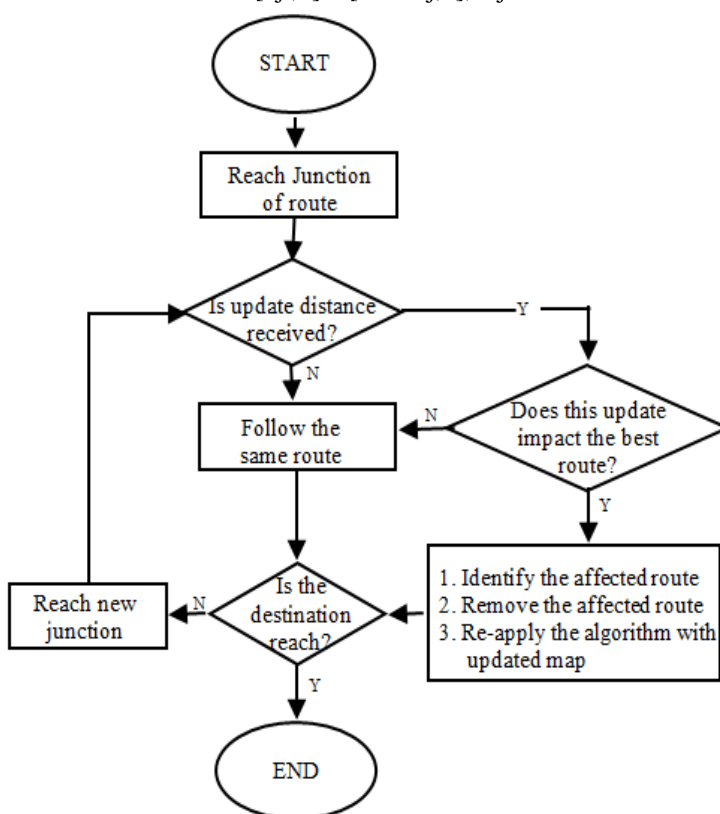 START
Reach Junction
of route
Is update distance
received?
Y
N
Does this update
impact the best
route?
N
Follow the
same route
Y
1. Identify the affected route
2. Remove the affected route
3. Re-apply the algorithm with
updated map
Is the
destination
reach?
N
Reach new
junction
Y
END